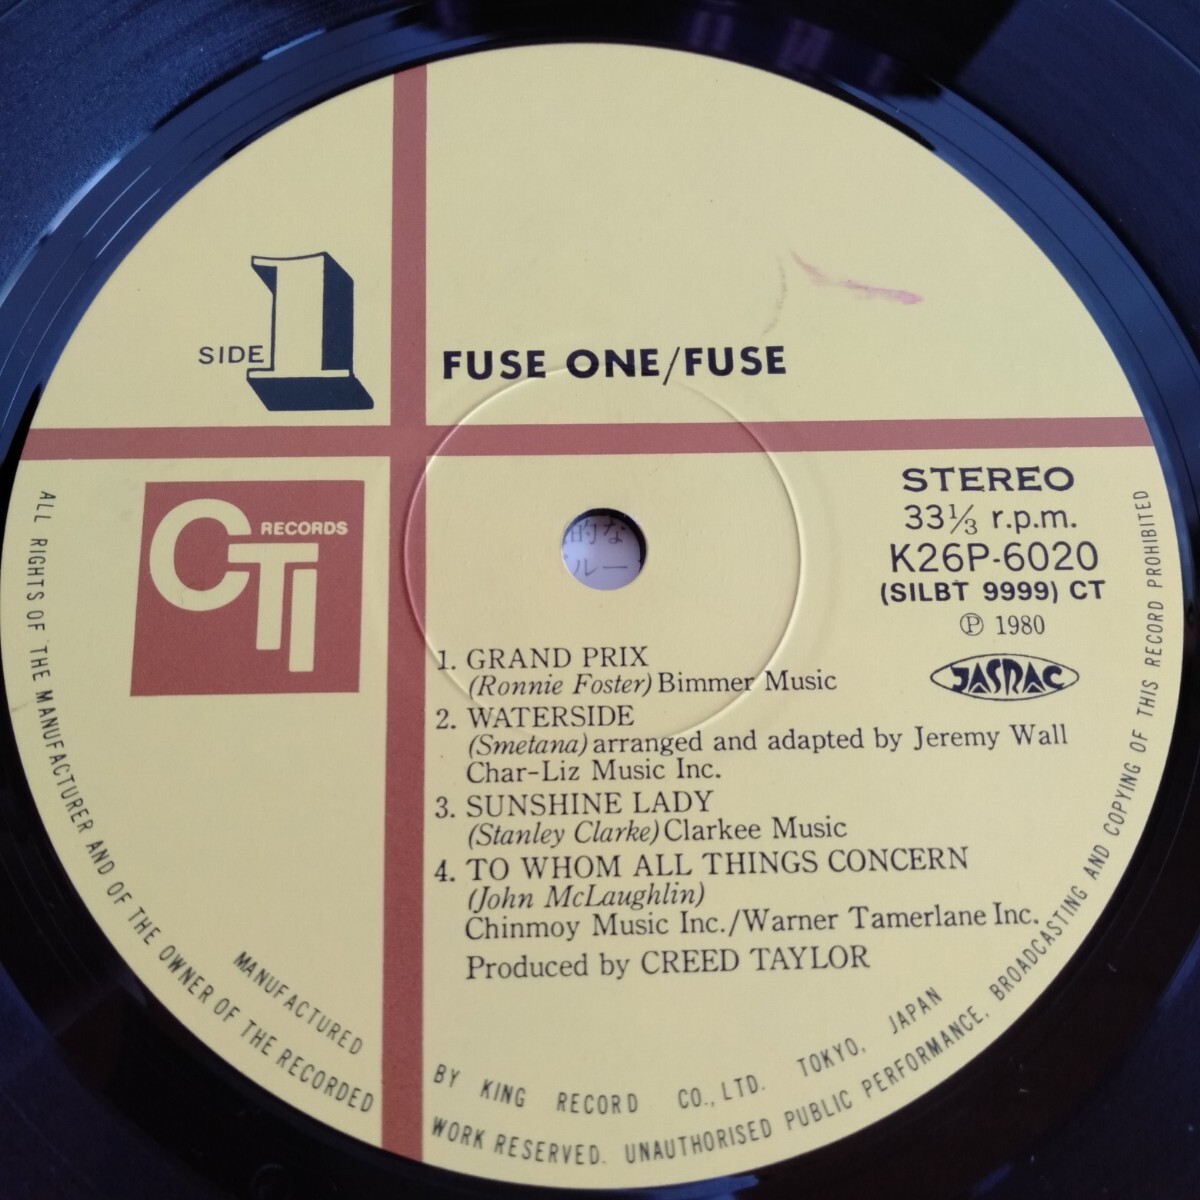 SIDE 1
FUSE ONE/FUSE
CTI RECORDS
STEREO
33⅓ r.p.m.
K26P-6020
(SILBT 9999) CT
Ⓟ 1980
JASRAC
的な
ルー
1. GRAND PRIX
(Ronnie Foster) Bimmer Music
2. WATERSIDE
(Smetana) arranged and adapted by Jeremy Wall
Char-Liz Music Inc.
3. SUNSHINE LADY
(Stanley Clarke) Clarkee Music
4. TO WHOM ALL THINGS CONCERN
(John McLaughlin)
Chinmoy Music Inc./Warner Tamerlane Inc.
Produced by CREED TAYLOR
MANUFACTURED BY KING RECORD CO., LTD. TOKYO, JAPAN
ALL RIGHTS OF THE MANUFACTURER AND OF THE OWNER OF THE RECORDED WORK RESERVED. UNAUTHORISED PUBLIC PERFORMANCE, BROADCASTING AND COPYING OF THIS RECORD PROHIBITED